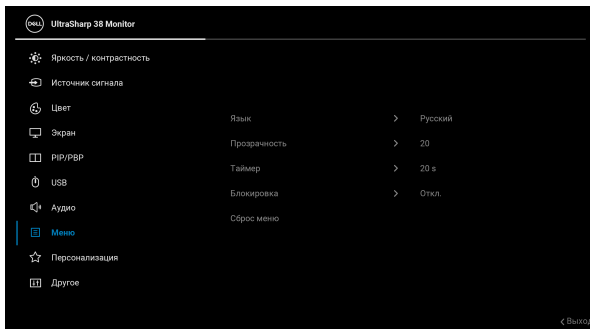 DELL UltraSharp 38 Monitor
Яркость / контрастность
Источник сигнала
Цвет
Язык Русский
Экран
Прозрачность 20
PIP/PBP
Таймер 20 s
USB
Блокировка Откл.
Аудио
Сброс меню
Меню
Персонализация
Другое
Выход